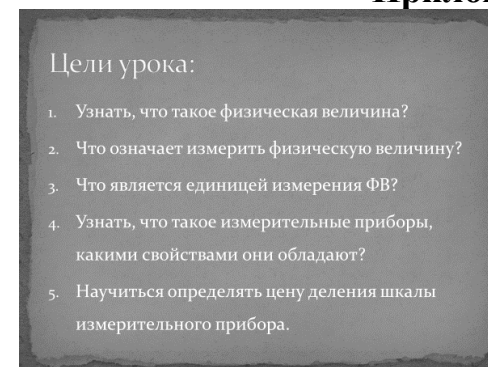 Цели урока:
1. Узнать, что такое физическая величина?
2. Что означает измерить физическую величину?
3. Что является единицей измерения ФВ?
4. Узнать, что такое измерительные приборы,
какими свойствами они обладают?
5. Научиться определять цену деления шкалы
измерительного прибора.